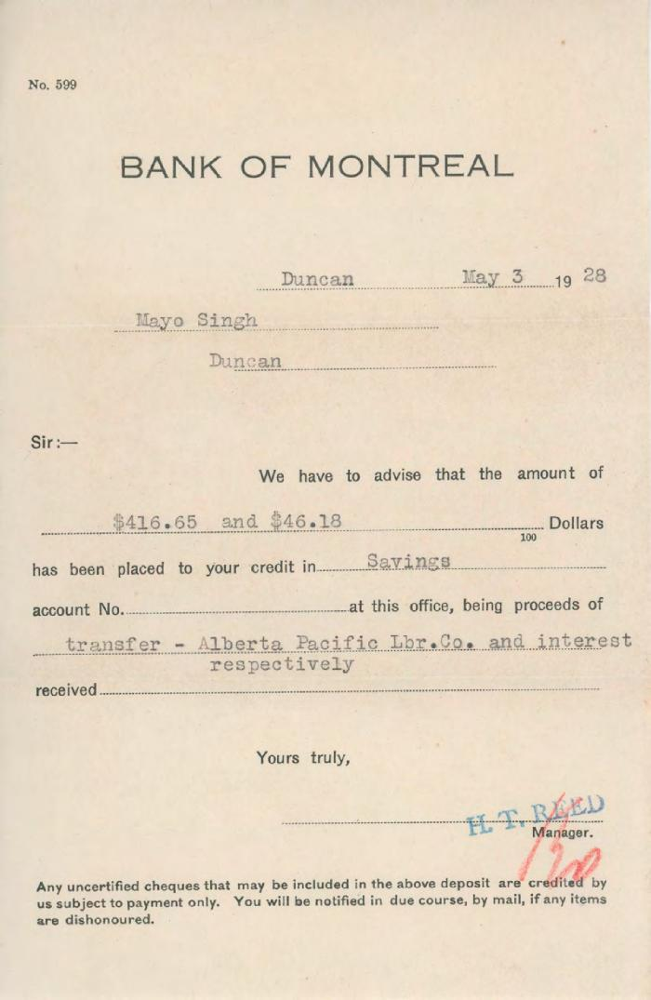 No. 599
BANK OF MONTREAL
Duncan May 3 19 28
Mayo Singh
Duncan
Sir:—
We have to advise that the amount of
$416.65 and $46.18 Dollars
100
has been placed to your credit in Savings
account No. at this office, being proceeds of
transfer - Alberta Pacific Lbr.Co. and interest
respectively
received
Yours truly,
H. T. REED
Manager.
Any uncertified cheques that may be included in the above deposit are credited by
us subject to payment only. You will be notified in due course, by mail, if any items
are dishonoured.